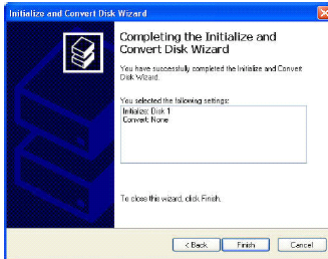 Initialize and Convert Disk Wizard
Completing the Initialize and
Convert Disk Wizard
You have successfully completed the Initialize and Convert
Disk Wizard.
You selected the following settings:
Initialize: Disk 1
Convert: None
To close this wizard, click Finish.
< Back
Finish
Cancel